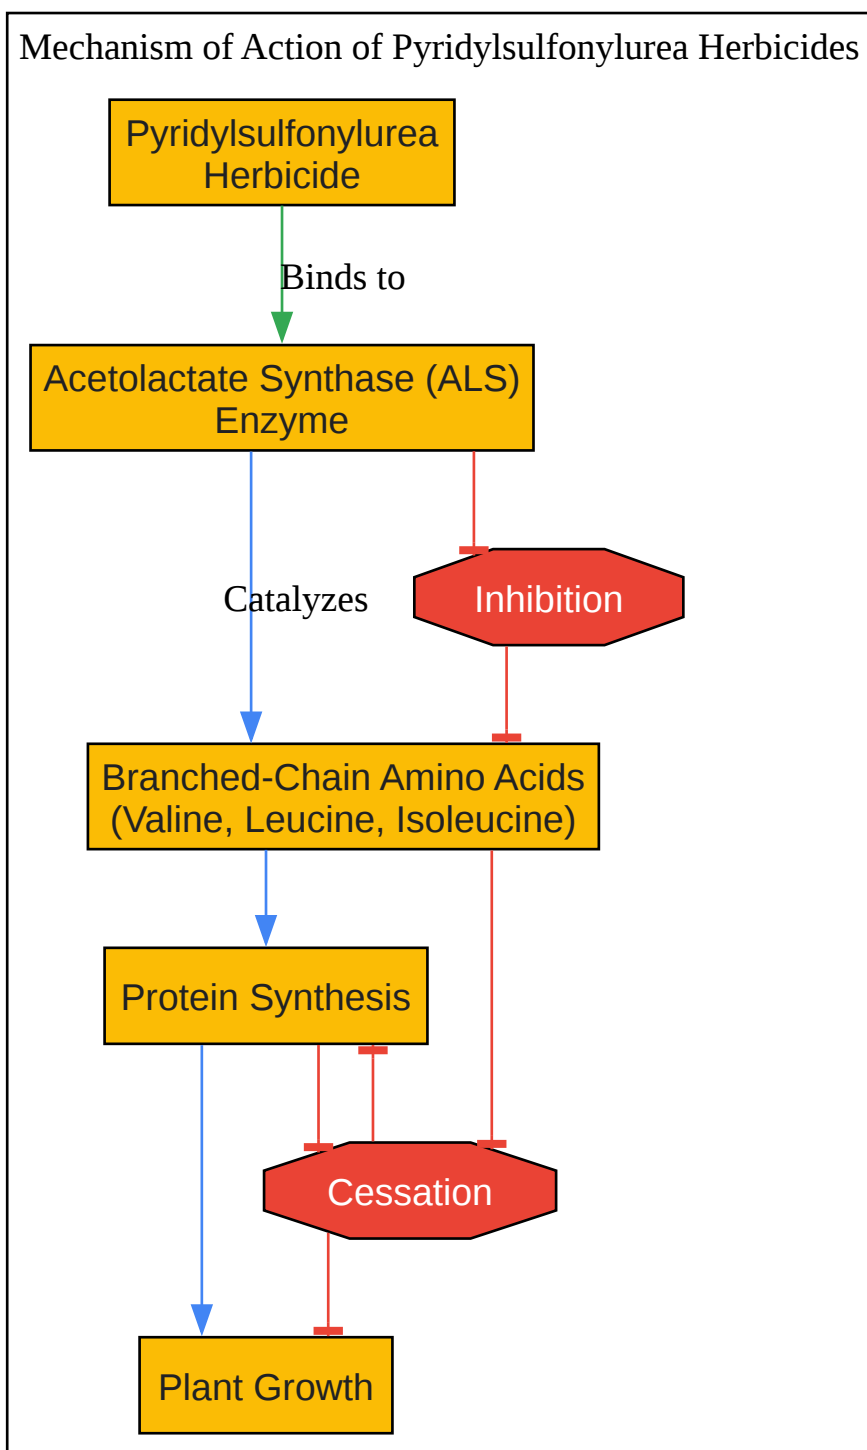 Mechanism of Action of Pyridylsulfonylurea Herbicides
Pyridylsulfonylurea
Herbicide
Binds to
Acetolactate Synthase (ALS)
Enzyme
Catalyzes
Inhibition
Branched-Chain Amino Acids
(Valine, Leucine, Isoleucine)
Protein Synthesis
Cessation
Plant Growth